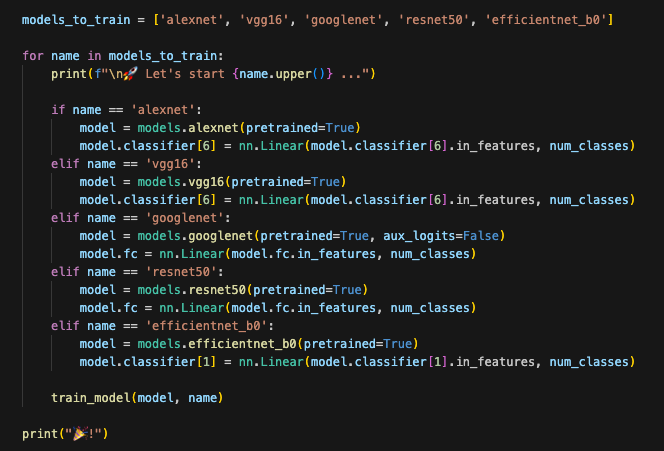 models_to_train = ['alexnet', 'vgg16', 'googlenet', 'resnet50', 'efficientnet_b0']
for name in models_to_train:
    print(f"\n🚀 Let's start {name.upper()} ...")
    if name == 'alexnet':
        model = models.alexnet(pretrained=True)
        model.classifier[6] = nn.Linear(model.classifier[6].in_features, num_classes)
    elif name == 'vgg16':
        model = models.vgg16(pretrained=True)
        model.classifier[6] = nn.Linear(model.classifier[6].in_features, num_classes)
    elif name == 'googlenet':
        model = models.googlenet(pretrained=True, aux_logits=False)
        model.fc = nn.Linear(model.fc.in_features, num_classes)
    elif name == 'resnet50':
        model = models.resnet50(pretrained=True)
        model.fc = nn.Linear(model.fc.in_features, num_classes)
    elif name == 'efficientnet_b0':
        model = models.efficientnet_b0(pretrained=True)
        model.classifier[1] = nn.Linear(model.classifier[1].in_features, num_classes)
    train_model(model, name)
print("🎉!")